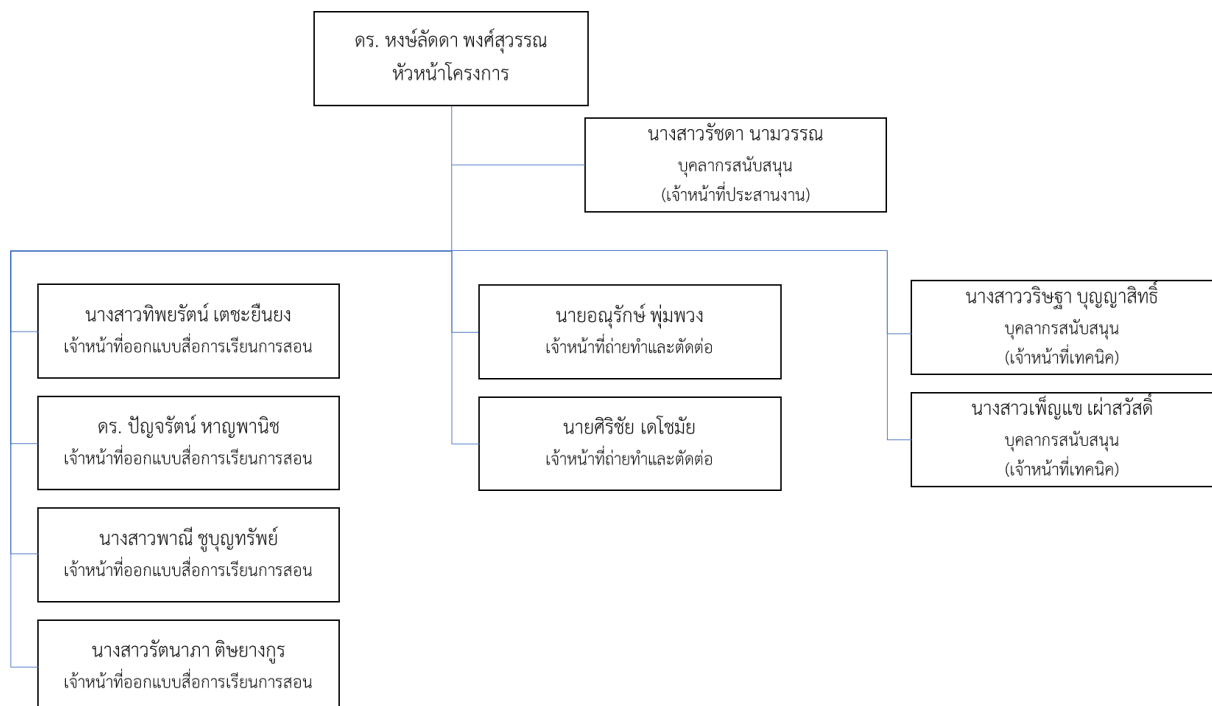 ดร. หงษ์ลัดดา พงศ์สุวรรณ
หัวหน้าโครงการ
นางสาวรัชดา นามวรรณ
บุคลากรสนับสนุน
(เจ้าหน้าที่ประสานงาน)
นางสาวทิพยรัตน์ เตชะยืนยง
เจ้าหน้าที่ออกแบบสื่อการเรียนการสอน
ดร. ปัญจรัตน์ หาญพานิช
เจ้าหน้าที่ออกแบบสื่อการเรียนการสอน
นางสาวพาณี ชูบุญทรัพย์
เจ้าหน้าที่ออกแบบสื่อการเรียนการสอน
นางสาวรัตนาภา ติษยางกูร
เจ้าหน้าที่ออกแบบสื่อการเรียนการสอน
นายอณุรักษ์ พุ่มพวง
เจ้าหน้าที่ถ่ายทำและตัดต่อ
นายศิริชัย เดโชมัย
เจ้าหน้าที่ถ่ายทำและตัดต่อ
นางสาววริษฐา บุญญาสิทธิ์
บุคลากรสนับสนุน
(เจ้าหน้าที่เทคนิค)
นางสาวเพ็ญแข เผ่าสวัสดิ์
บุคลากรสนับสนุน
(เจ้าหน้าที่เทคนิค)